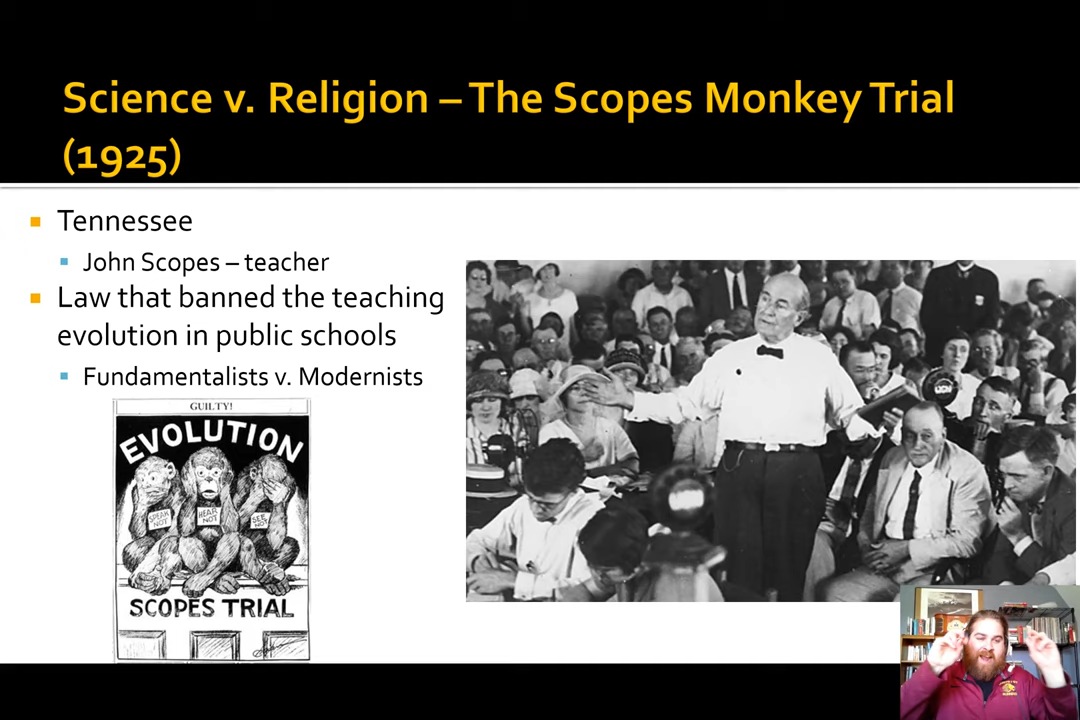 Science v. Religion – The Scopes Monkey Trial
(1925)
Tennessee
John Scopes – teacher
Law that banned the teaching
evolution in public schools
Fundamentalists v. Modernists
GUILTY!
EVOLUTION
SPEAK NOT
HEAR NOT
SEE NOT
SCOPES TRIAL